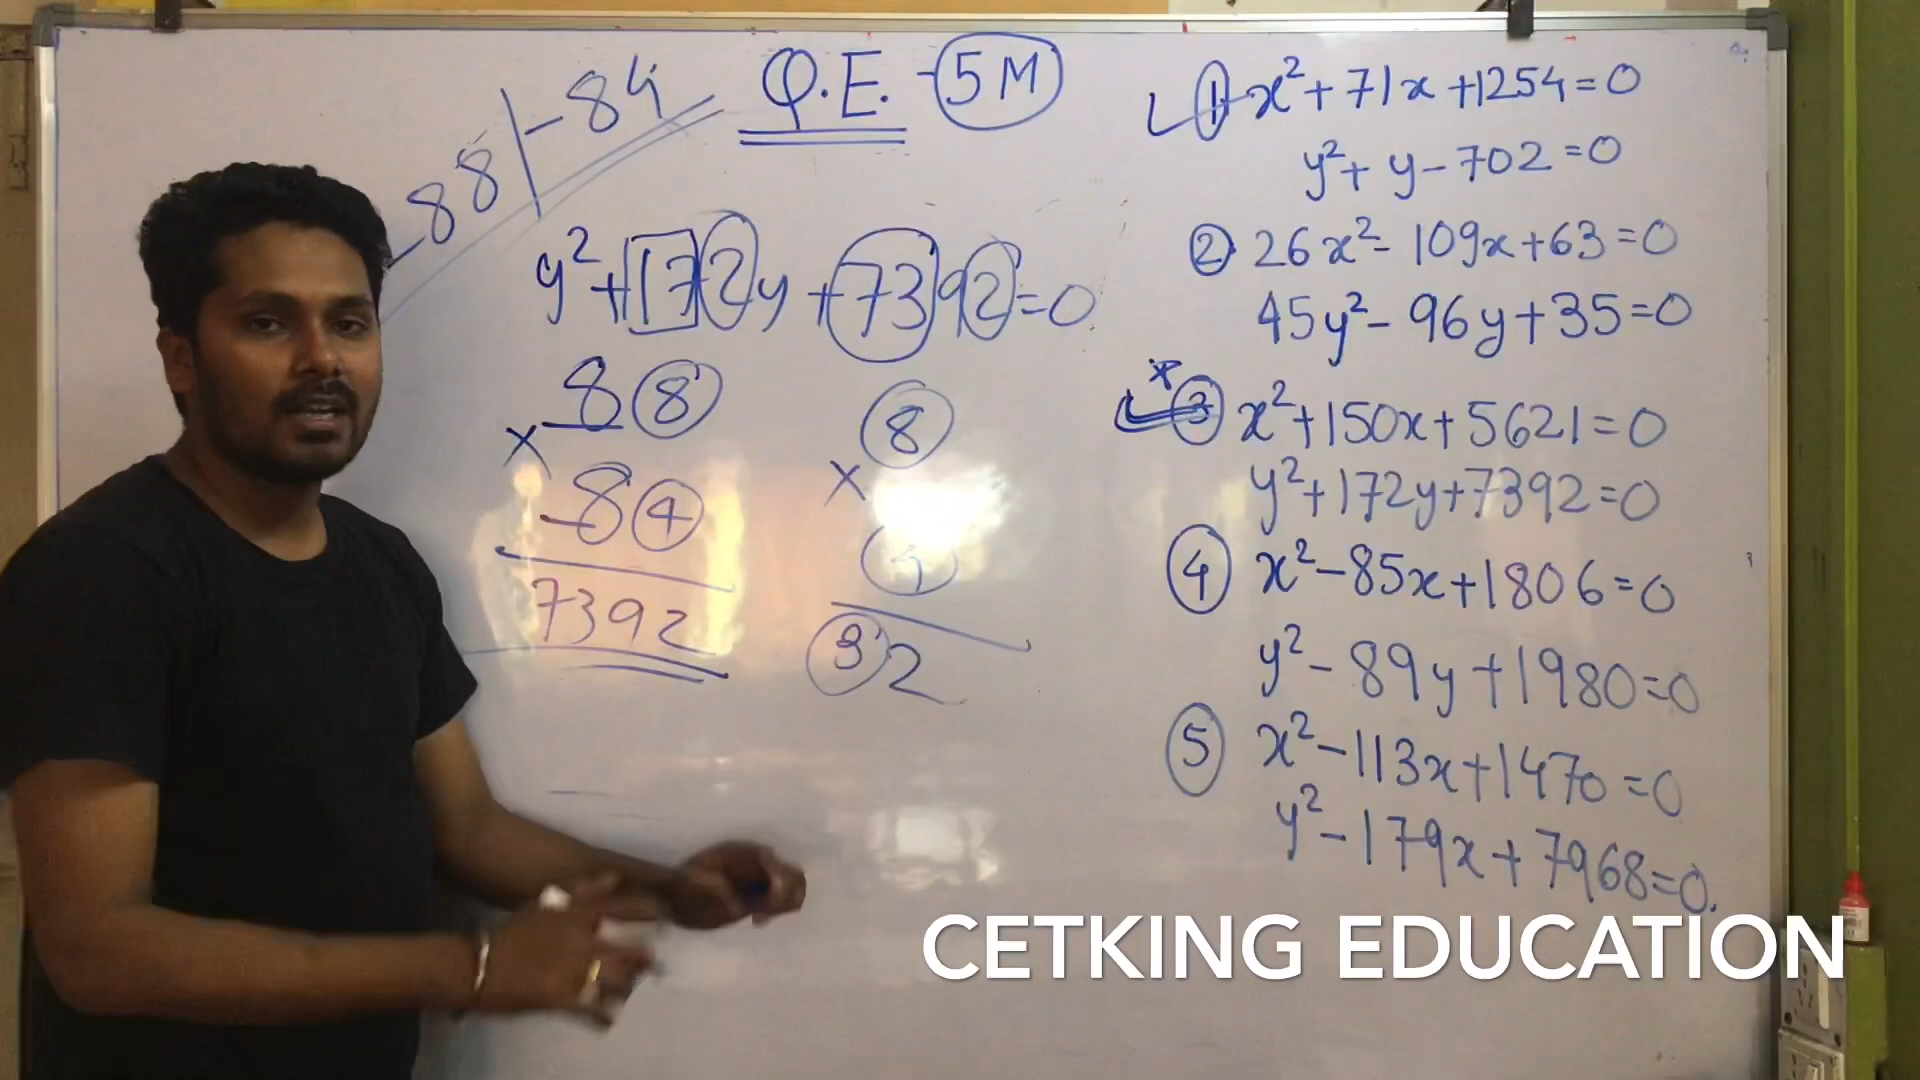 Q.E. - 5M
-88 | -84
y²+172y+7392=0
88
× 84
7392
8
× 4
32
① x²+71x+1254=0
y²+y-702=0
② 26x²-109x+63=0
45y²-96y+35=0
* ③ x²+150x+5621=0
y²+172y+7392=0
④ x²-85x+1806=0
y²-89y+1980=0
⑤ x²-113x+1470=0
y²-179x+7968=0.
CETKING EDUCATION